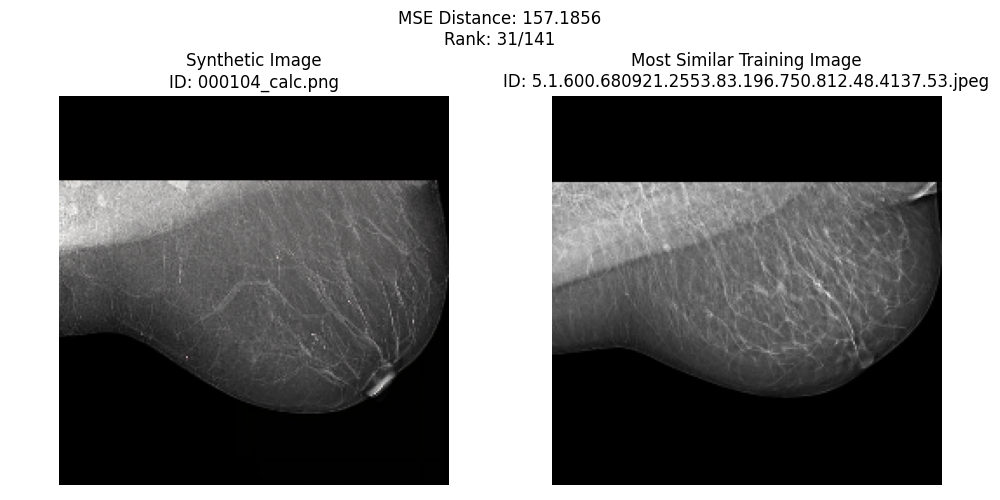 MSE Distance: 157.1856
Rank: 31/141
Synthetic Image
ID: 000104_calc.png
Most Similar Training Image
ID: 5.1.600.680921.2553.83.196.750.812.48.4137.53.jpeg